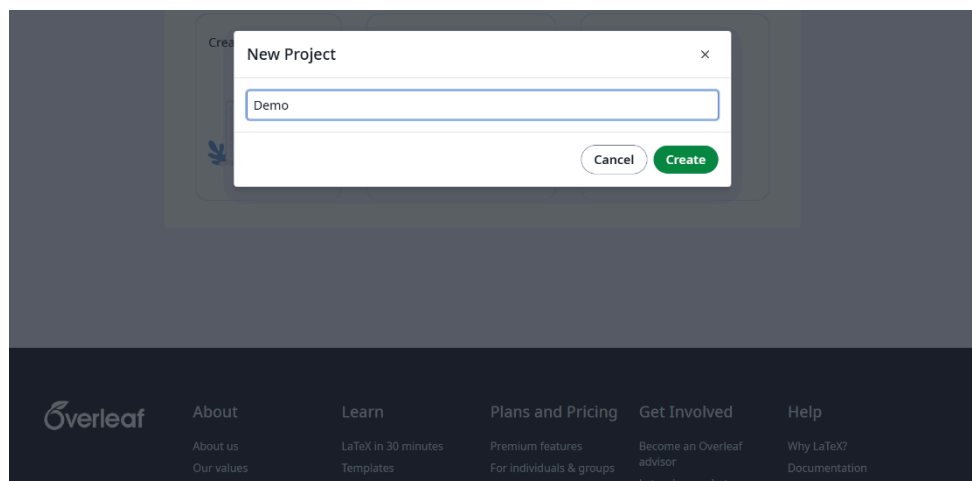 Crea
New Project
×
Demo
Cancel
Create
Overleaf
About
Learn
Plans and Pricing
Get Involved
Help
About us
LaTeX in 30 minutes
Premium features
Become an Overleaf
advisor
Why LaTeX?
Our values
Templates
For individuals & groups
Documentation